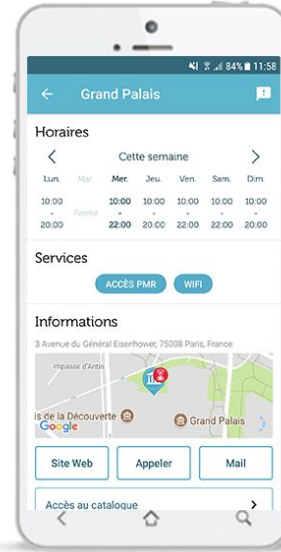 84% 11:58
Grand Palais
Horaires
Cette semaine
Lun. Mar. Mer. Jeu. Ven. Sam. Dim.
10:00 10:00 10:00 10:00 10:00 10:00
- Fermé - - - - -
20:00 22:00 20:00 22:00 22:00 20:00
Services
ACCÈS PMR WIFI
Informations
3 Avenue du Général Eisenhower, 75008 Paris, France
Impasse d'Antin
is de la Découverte
Grand Palais
Google
Site Web Appeler Mail
Accès au catalogue